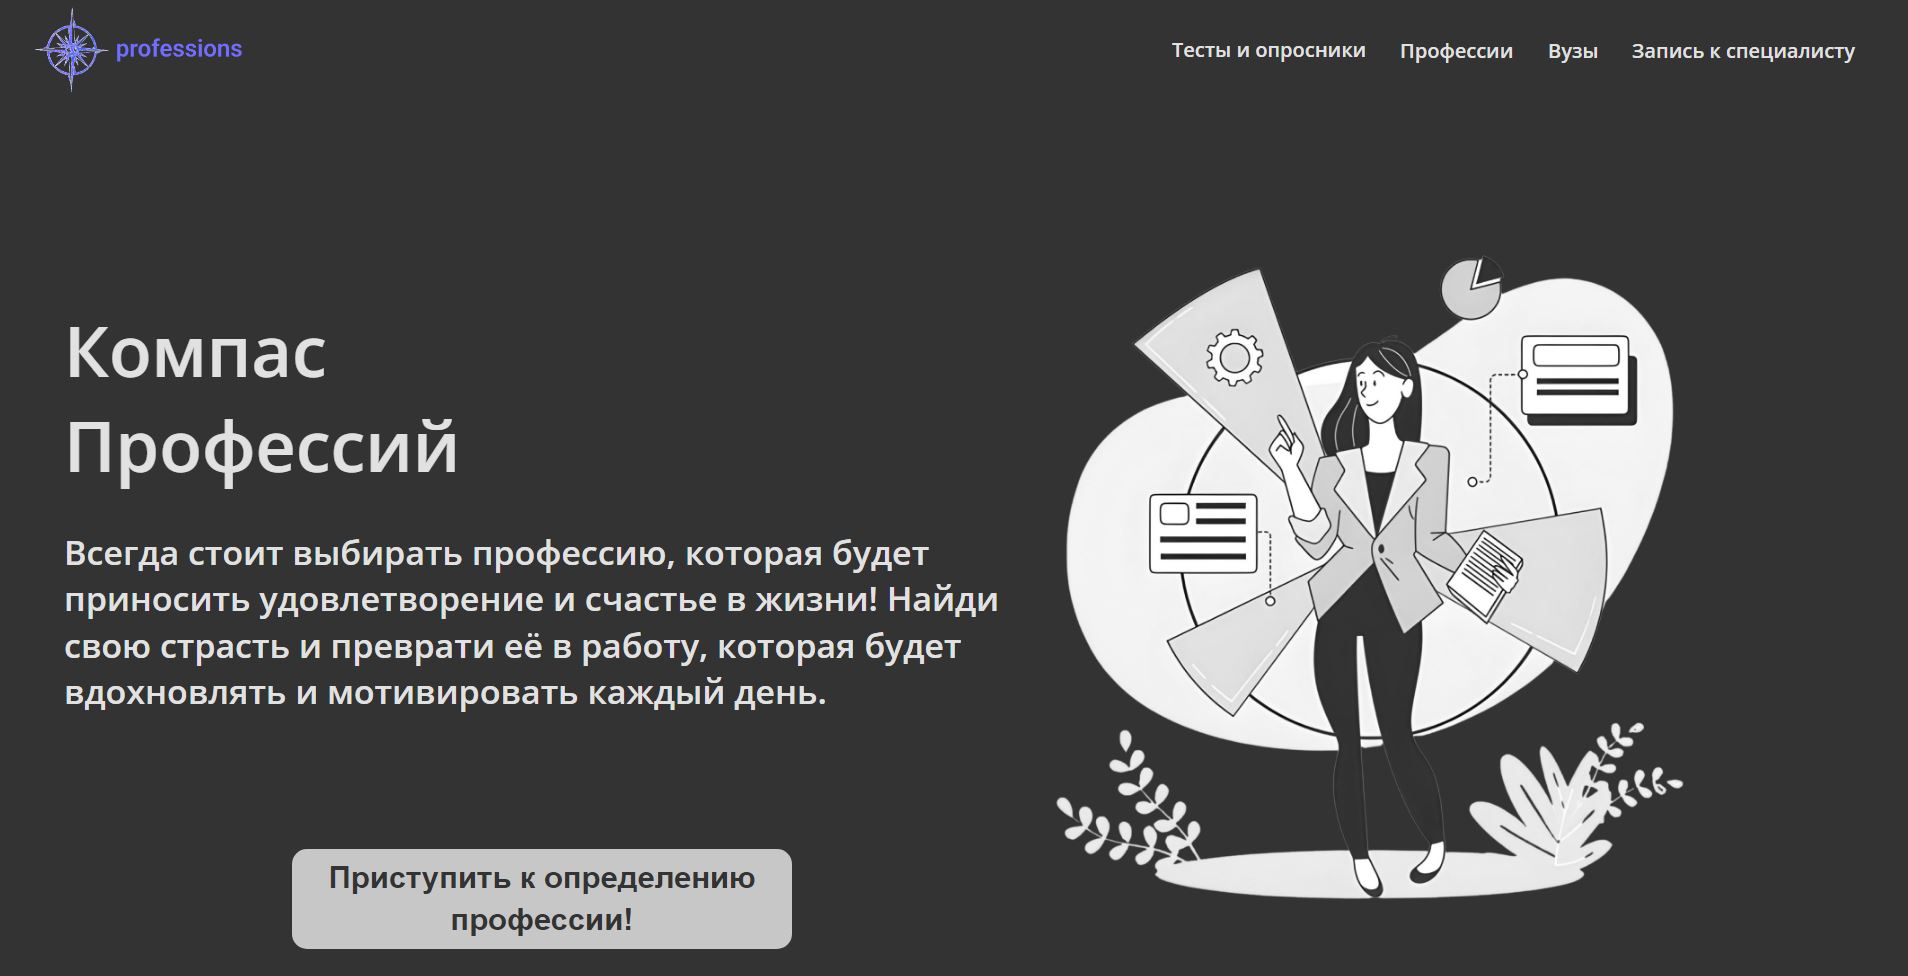 professions
Тесты и опросники
Профессии
Вузы
Запись к специалисту
Компас
Профессий
Всегда стоит выбирать профессию, которая будет
приносить удовлетворение и счастье в жизни! Найди
свою страсть и преврати её в работу, которая будет
вдохновлять и мотивировать каждый день.
Приступить к определению
профессии!